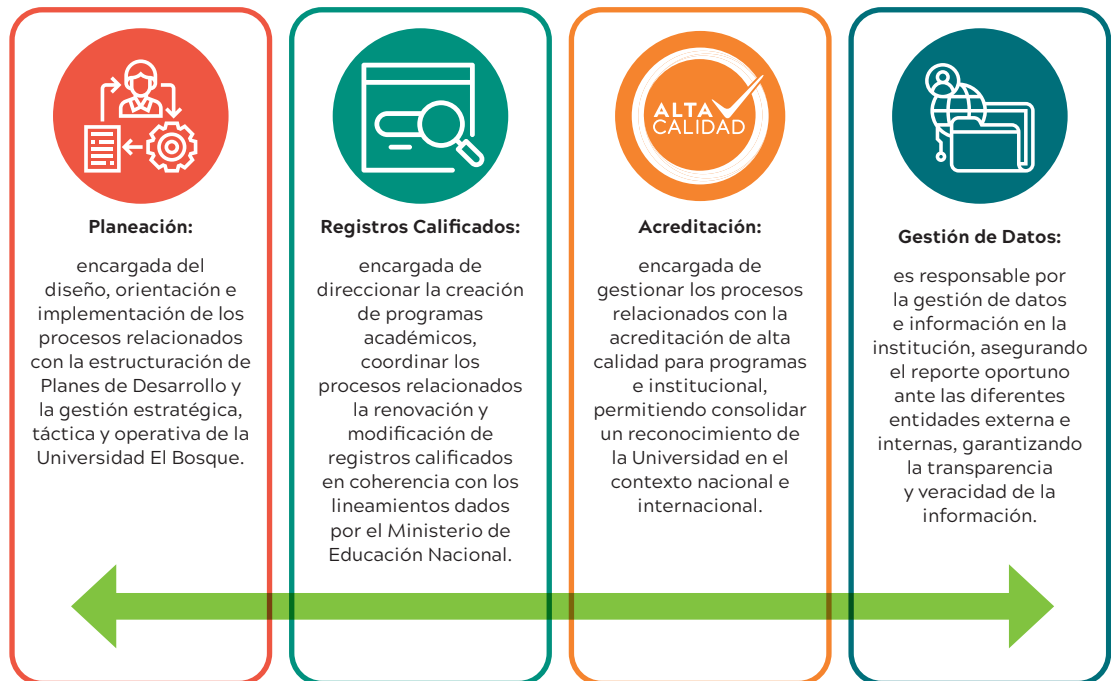 Planeación:
encargada del
diseño, orientación e
implementación de los
procesos relacionados
con la estructuración de
Planes de Desarrollo y
la gestión estratégica,
táctica y operativa de la
Universidad El Bosque.
Registros Calificados:
encargada de
direccionar la creación
de programas
académicos,
coordinar los
procesos relacionados
la renovación y
modificación de
registros calificados
en coherencia con los
lineamientos dados
por el Ministerio de
Educación Nacional.
ALTA
CALIDAD
Acreditación:
encargada de
gestionar los procesos
relacionados con la
acreditación de alta
calidad para programas
e institucional,
permitiendo consolidar
un reconocimiento de
la Universidad en el
contexto nacional e
internacional.
Gestión de Datos:
es responsable por
la gestión de datos
e información en la
institución, asegurando
el reporte oportuno
ante las diferentes
entidades externa e
internas, garantizando
la transparencia
y veracidad de la
información.